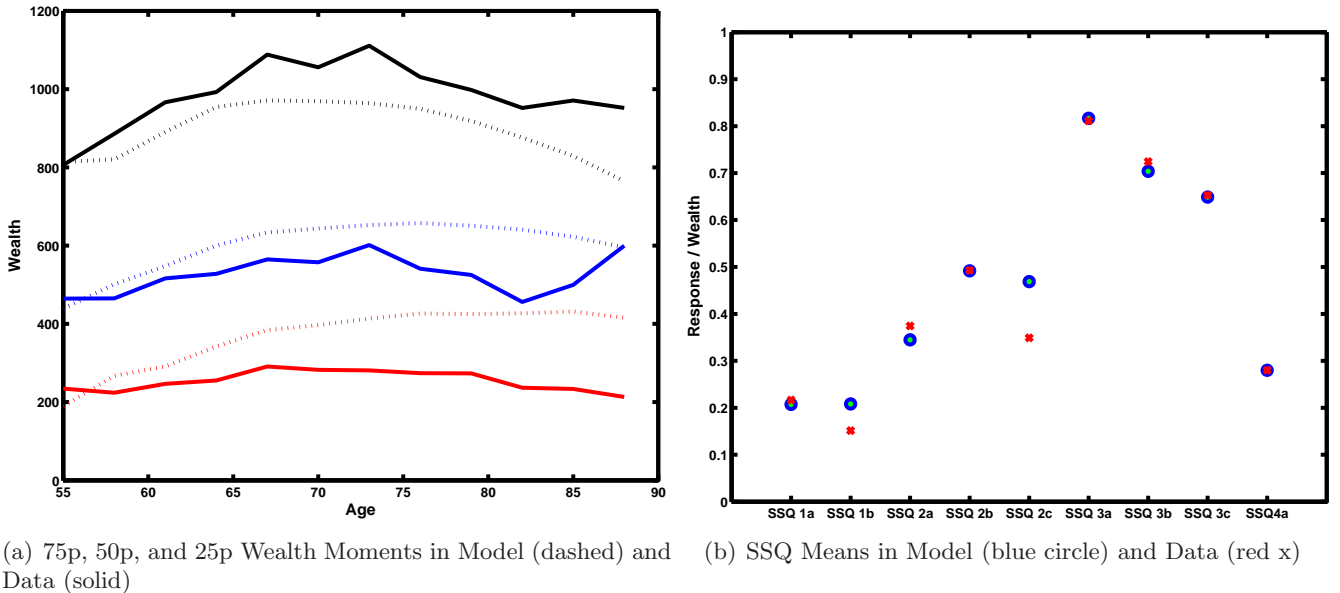 1200
1000
800
600
400
200
0
Wealth
55 60 65 70 75 80 85 90
Age
(a) 75p, 50p, and 25p Wealth Moments in Model (dashed) and
Data (solid)
1
0.9
0.8
0.7
0.6
0.5
0.4
0.3
0.2
0.1
0
Response / Wealth
SSQ 1a SSQ 1b SSQ 2a SSQ 2b SSQ 2c SSQ 3a SSQ 3b SSQ 3c SSQ4a
(b) SSQ Means in Model (blue circle) and Data (red x)